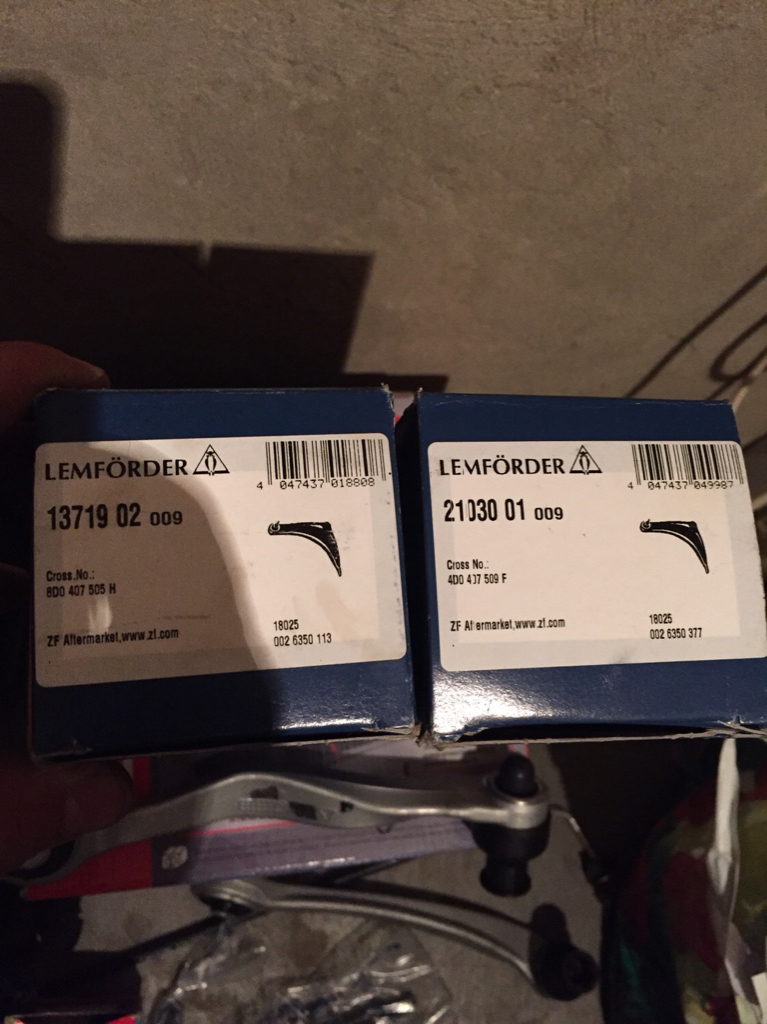 LEMFÖRDER
4 047437 018808
13719 02 009
Cross.No.:
8D0 407 505 H
18025
ZF Aftermarket,www.zf.com
002 6350 113
LEMFÖRDER
4 047437 049987
21030 01 009
Cross No.:
4D0 407 509 F
18025
ZF Aftermarket,www.zf.com
002 6350 377